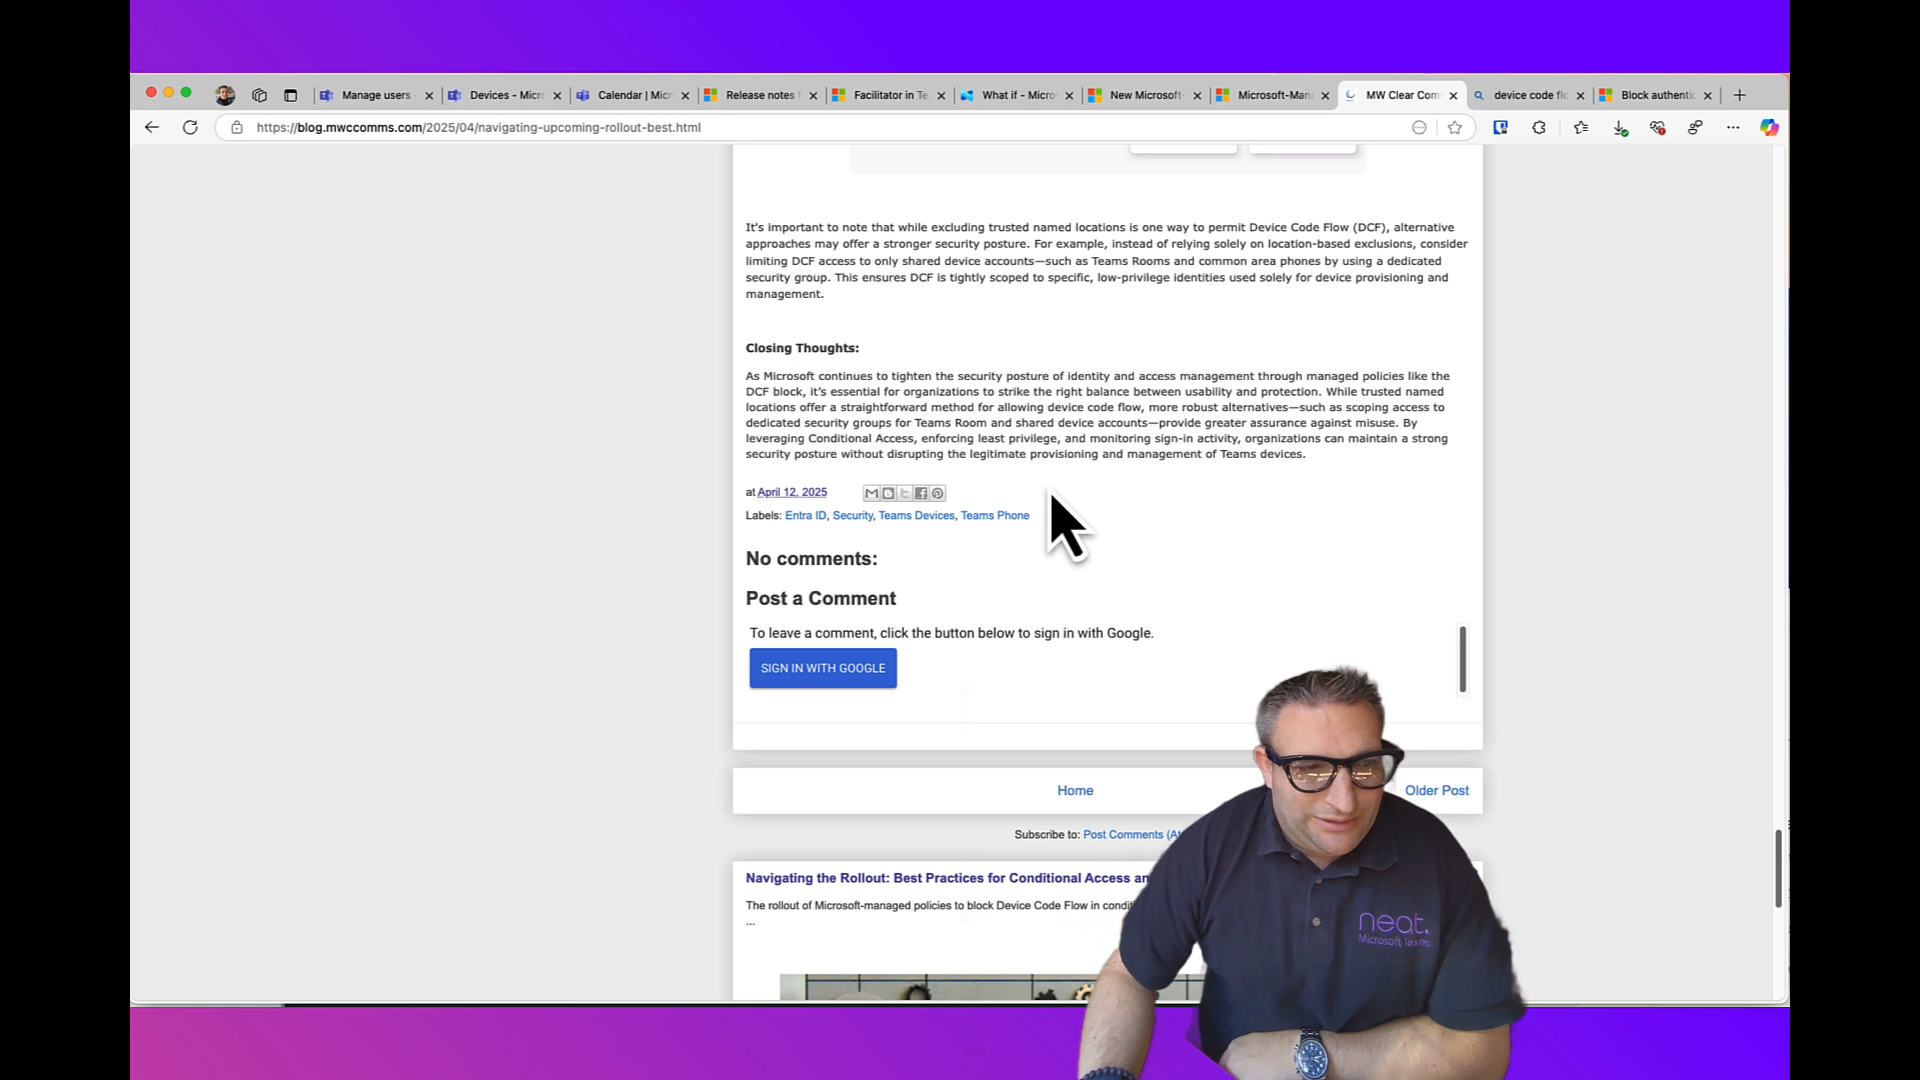 Manage users
Devices - Micro
Calendar | Micr
Release notes f
Facilitator in Te
What if - Micro
New Microsoft-
Microsoft-Mana
MW Clear Com
device code flo
Block authentic
https://blog.mwccomms.com/2025/04/navigating-upcoming-rollout-best.html
It's important to note that while excluding trusted named locations is one way to permit Device Code Flow (DCF), alternative
approaches may offer a stronger security posture. For example, instead of relying solely on location-based exclusions, consider
limiting DCF access to only shared device accounts—such as Teams Rooms and common area phones by using a dedicated
security group. This ensures DCF is tightly scoped to specific, low-privilege identities used solely for device provisioning and
management.
Closing Thoughts:
As Microsoft continues to tighten the security posture of identity and access management through managed policies like the
DCF block, it's essential for organizations to strike the right balance between usability and protection. While trusted named
locations offer a straightforward method for allowing device code flow, more robust alternatives—such as scoping access to
dedicated security groups for Teams Room and shared device accounts—provide greater assurance against misuse. By
leveraging Conditional Access, enforcing least privilege, and monitoring sign-in activity, organizations can maintain a strong
security posture without disrupting the legitimate provisioning and management of Teams devices.
at April 12, 2025
Labels: Entra ID, Security, Teams Devices, Teams Phone
No comments:
Post a Comment
To leave a comment, click the button below to sign in with Google.
SIGN IN WITH GOOGLE
Home
Older Post
Subscribe to: Post Comments (At
Navigating the Rollout: Best Practices for Conditional Access an
The rollout of Microsoft-managed policies to block Device Code Flow in condit
...
neat.
Microsoft Teams